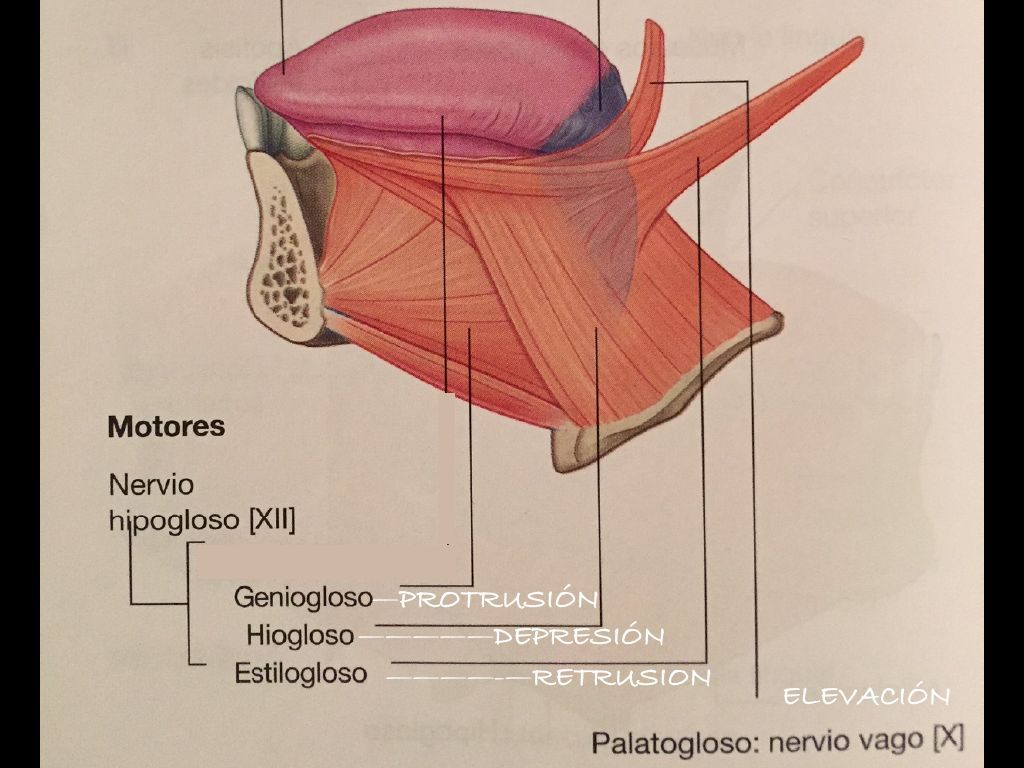 Motores
Nervio
hipogloso [XII]
Geniogloso PROTRUSIÓN
Hiogloso DEPRESIÓN
Estilogloso RETRUSION
ELEVACIÓN
Palatogloso: nervio vago [X]